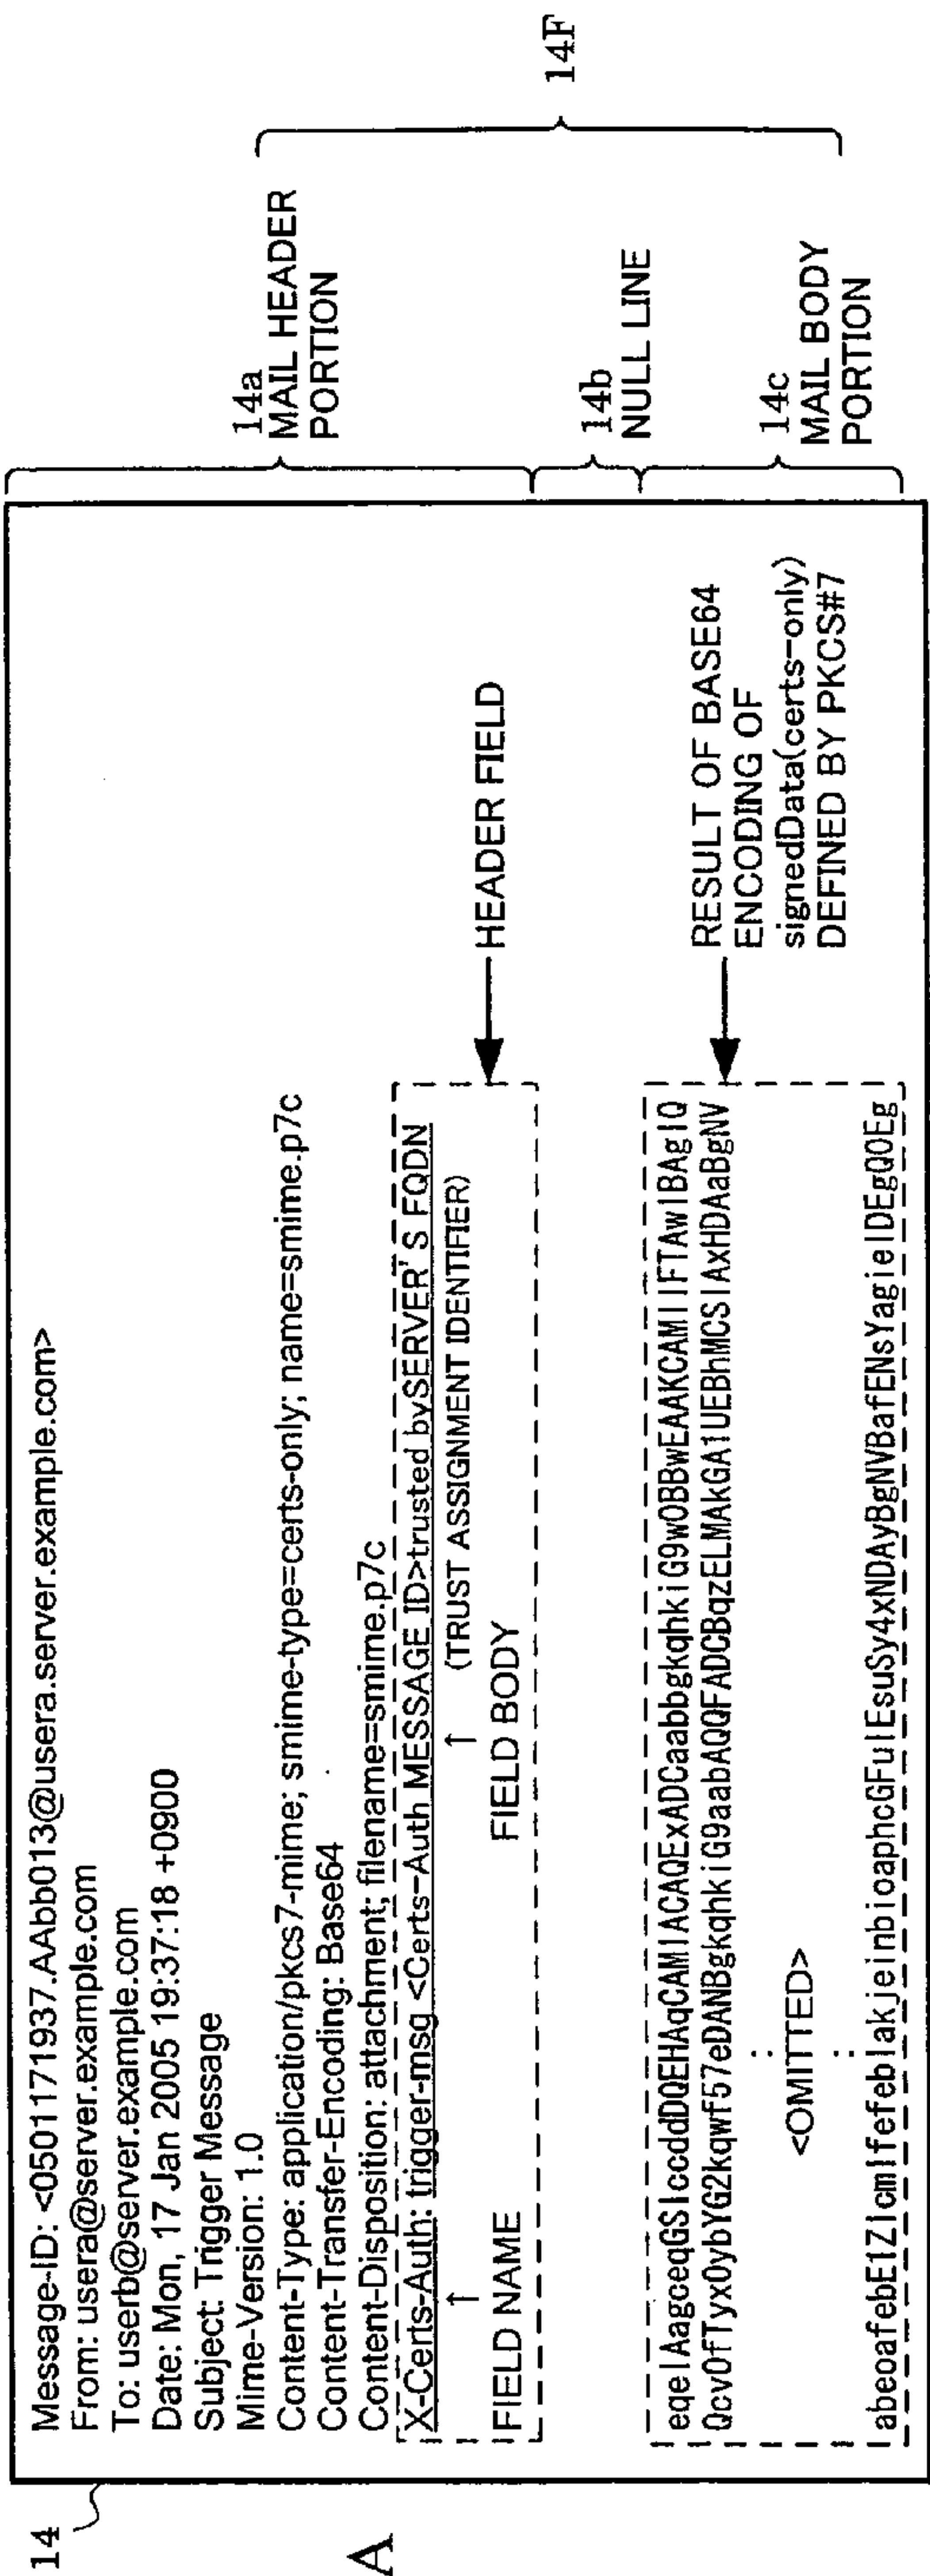 14
Message-ID: <0501171937.AAbb013@usera.server.example.com>
From: usera@server.example.com
To: userb@server.example.com
Date: Mon, 17 Jan 2005 19:37:18 +0900
Subject: Trigger Message
Mime-Version: 1.0
Content-Type: application/pkcs7-mime; smime-type=certs-only; name=smime.p7c
Content-Transfer-Encoding: Base64
Content-Disposition: attachment; filename=smime.p7c
X-Certs-Auth: trigger-msg <Certs-Auth MESSAGE ID>trusted bySERVER'S FQDN
↑ ↑ (TRUST ASSIGNMENT IDENTIFIER)
FIELD NAME FIELD BODY
HEADER FIELD
A
eqelAagceqGSIccddDQEHAqCAMIACAQExADCaabbgkqhkiG9w0BBwEAAKCAMIIFTAwIBAgIQ
QcvOfTyxOybYG2kqwf57eDANBgkqhkiG9aabAQQFADCBqzELMAkGA1UEBhMCSlAxHDAaBgNV
:
<OMITTED>
:
abeoafebE1ZIcmIfefeblakjeinbioaphcGFulEsuSy4xNDAyBgNVBafENsYagielDEgQ0Eg
RESULT OF BASE64
ENCODING OF
signedData(certs-only)
DEFINED BY PKCS#7
14a
MAIL HEADER
PORTION
14b
NULL LINE
14c
MAIL BODY
PORTION
14F